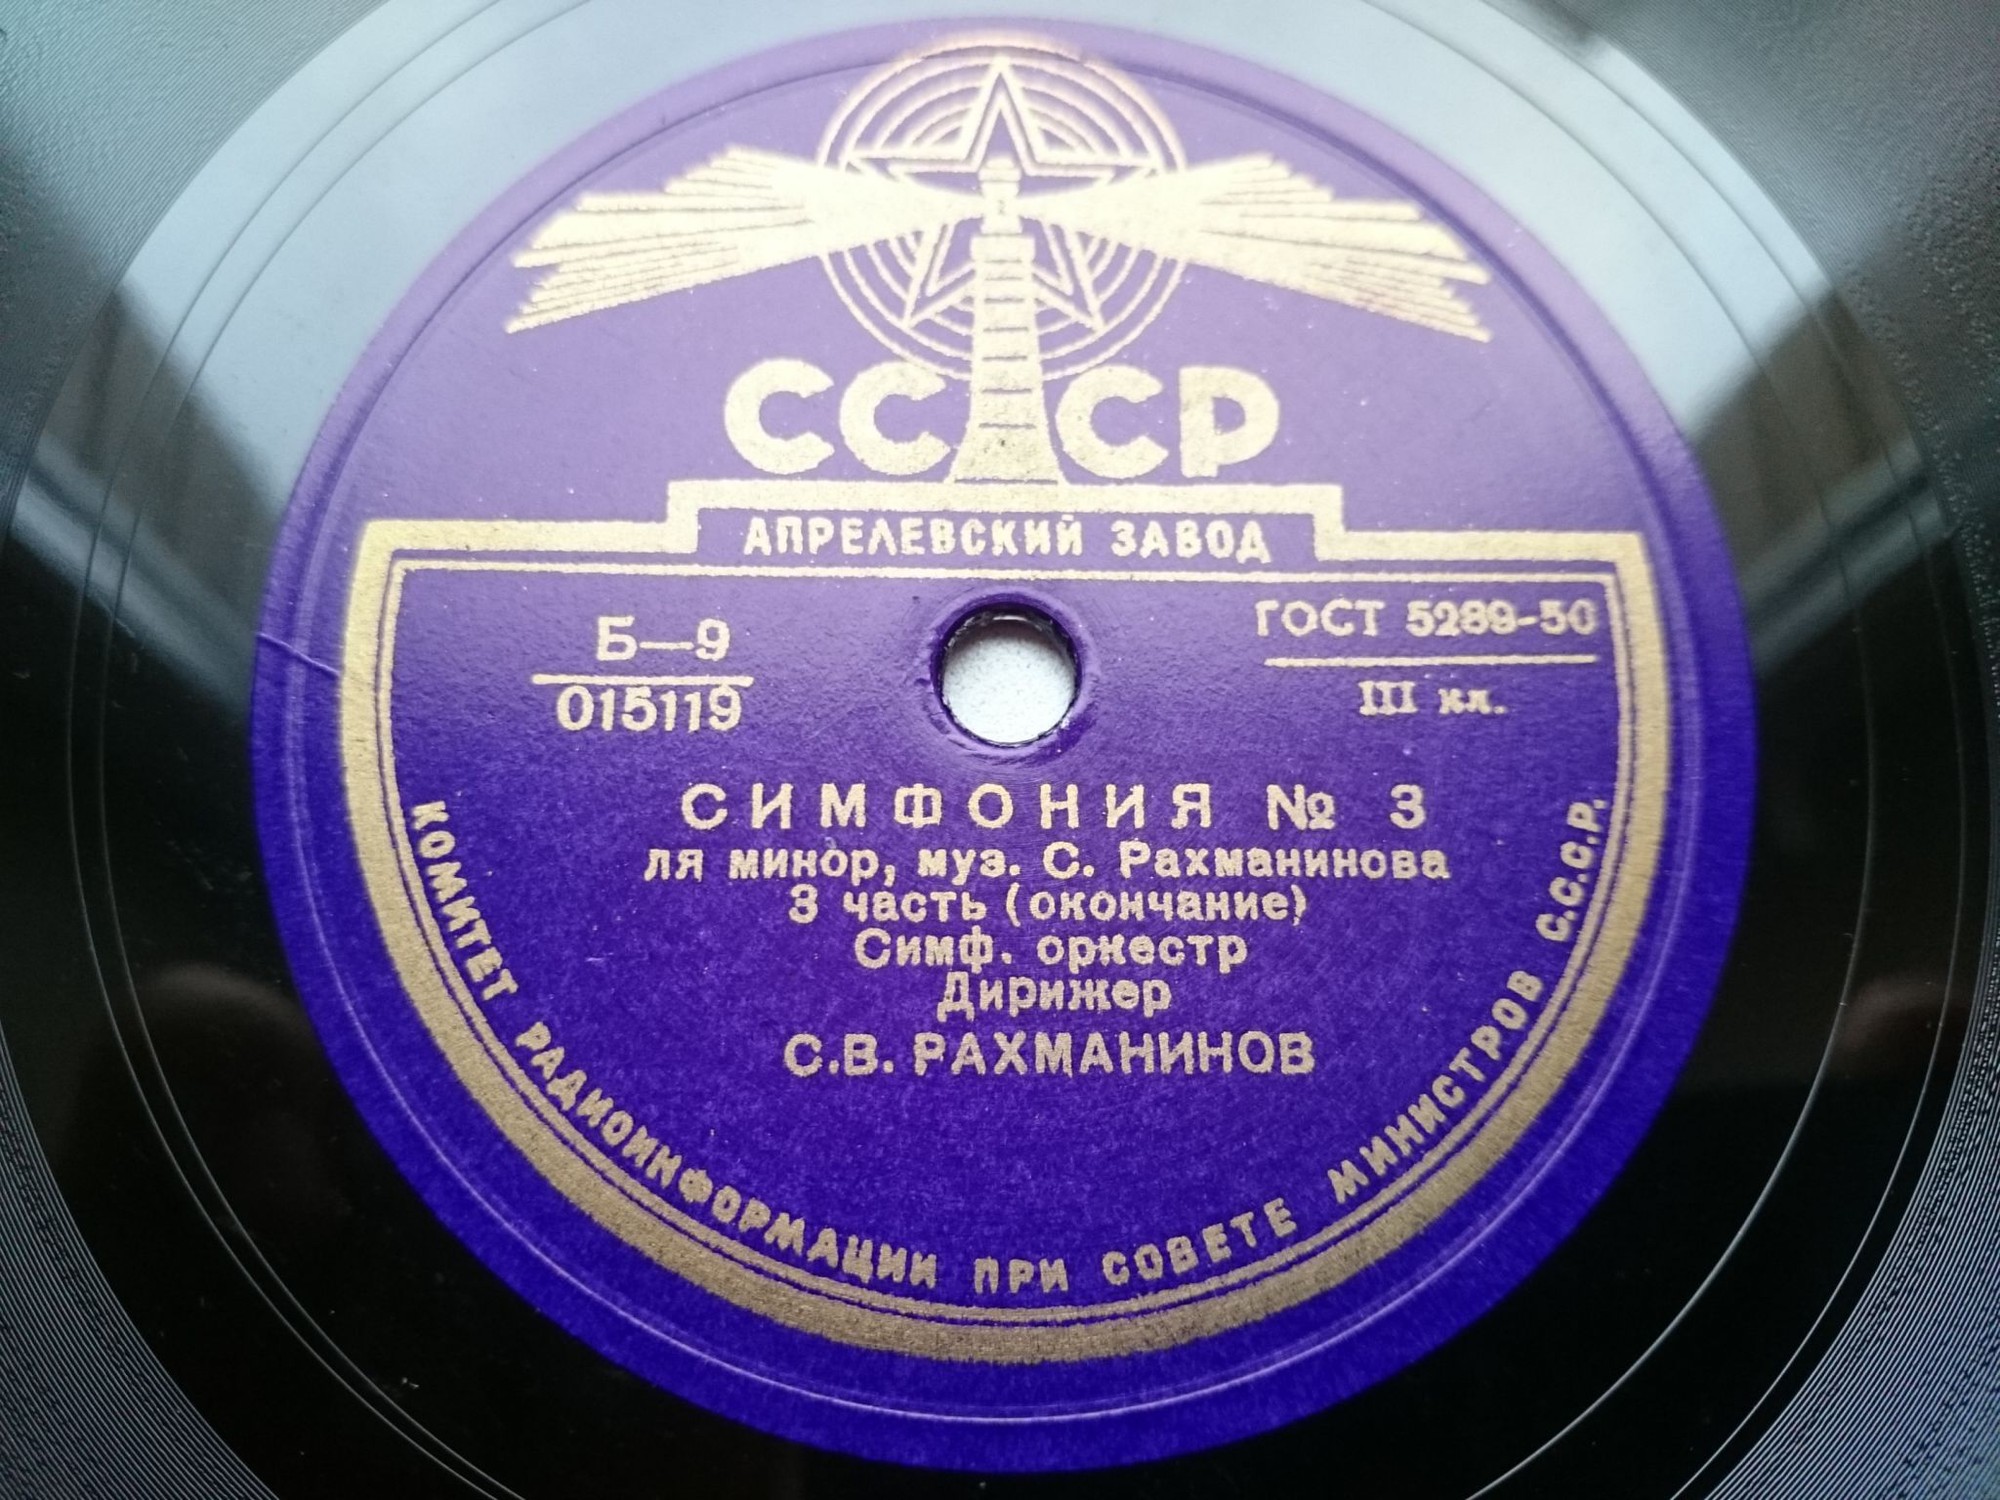 СССР
АПРЕЛЕВСКИЙ ЗАВОД
Б—9
015119
ГОСТ 5289-50
III кл.
СИМФОНИЯ № 3
ля минор, муз. С. Рахманинова
3 часть (окончание)
Симф. оркестр
Дирижер
С.В. РАХМАНИНОВ
КОМИТЕТ РАДИОИНФОРМАЦИИ ПРИ СОВЕТЕ МИНИСТРОВ С.С.С.Р.